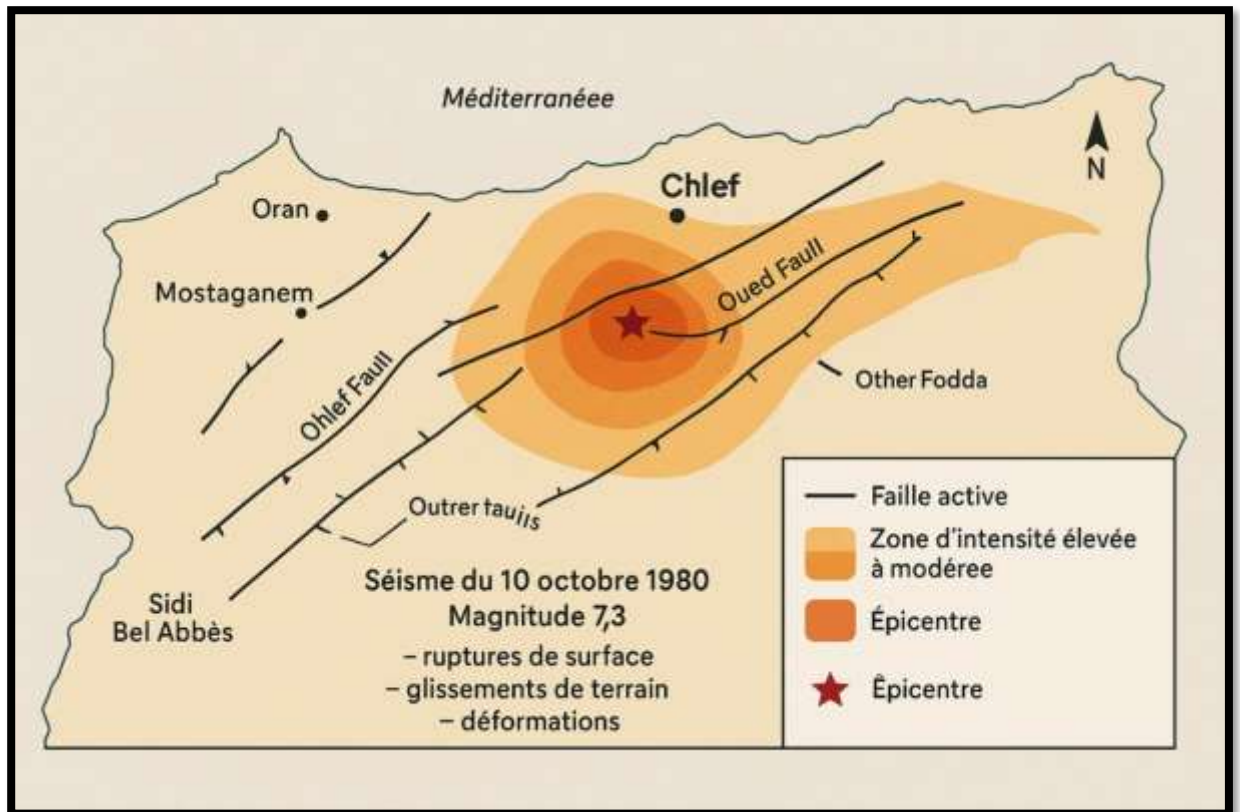 Méditerranéee
N
Chlef
Oran
Mostaganem
Oued Faull
Ohlef Faull
Other Fodda
Outrer tauiis
Sidi
Bel Abbès
Séisme du 10 octobre 1980
Magnitude 7,3
– ruptures de surface
– glissements de terrain
– déformations
Faille active
Zone d'intensité élevée
à modéree
Épicentre
Êpicentre